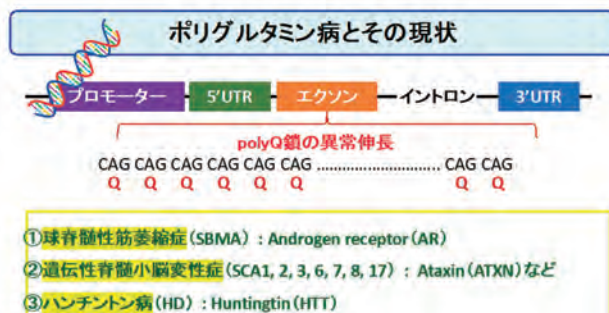 ポリグルタミン病とその現状
プロモーター 5'UTR エクソン イントロン 3'UTR
polyQ鎖の異常伸長
CAG CAG CAG CAG CAG CAG ............................ CAG CAG
Q Q Q Q Q Q Q Q
①球脊髄性筋萎縮症(SBMA) : Androgen receptor(AR)
②遺伝性脊髄小脳変性症(SCA1, 2, 3, 6, 7, 8, 17) : Ataxin(ATXN)など
③ハンチントン病(HD) : Huntingtin(HTT)